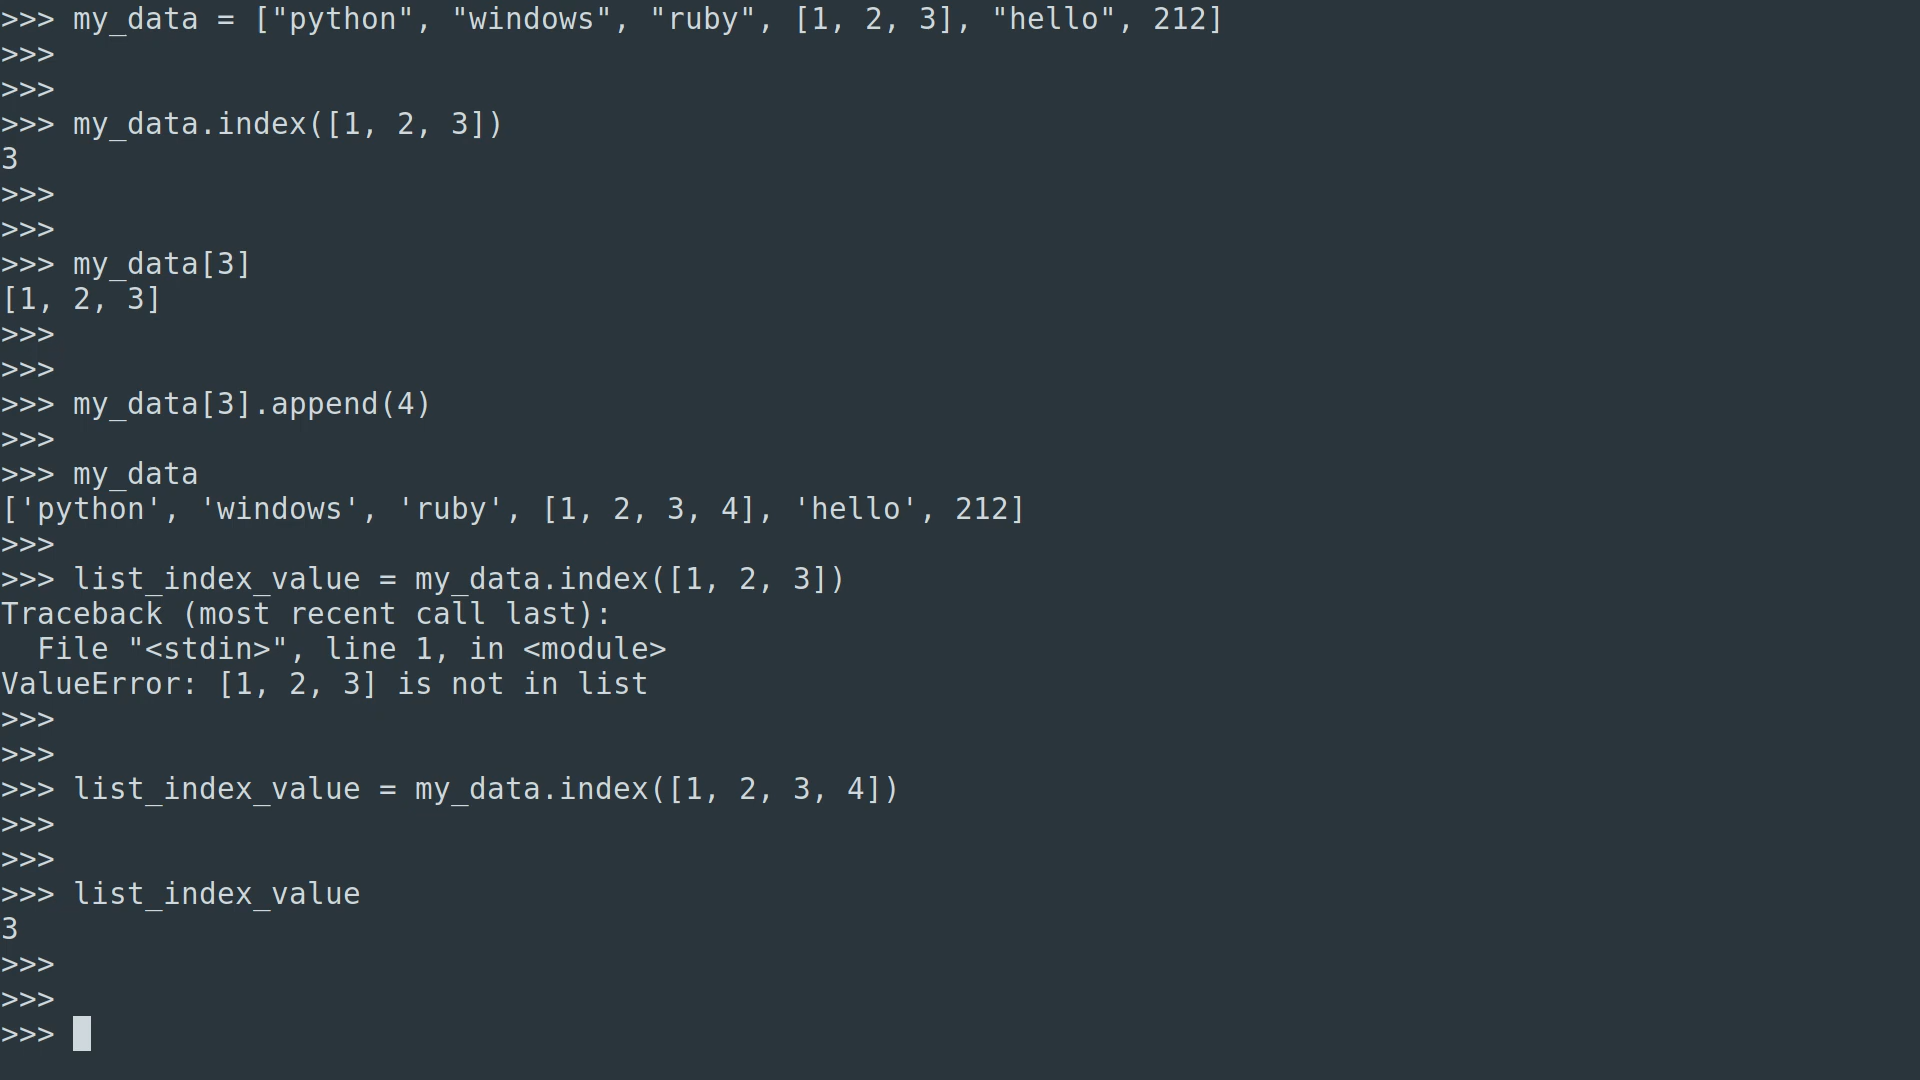 >>> my_data = ["python", "windows", "ruby", [1, 2, 3], "hello", 212]
>>>
>>>
>>> my_data.index([1, 2, 3])
3
>>>
>>>
>>> my_data[3]
[1, 2, 3]
>>>
>>>
>>> my_data[3].append(4)
>>>
>>> my_data
['python', 'windows', 'ruby', [1, 2, 3, 4], 'hello', 212]
>>>
>>> list_index_value = my_data.index([1, 2, 3])
Traceback (most recent call last):
  File "<stdin>", line 1, in <module>
ValueError: [1, 2, 3] is not in list
>>>
>>>
>>> list_index_value = my_data.index([1, 2, 3, 4])
>>>
>>>
>>> list_index_value
3
>>>
>>>
>>>